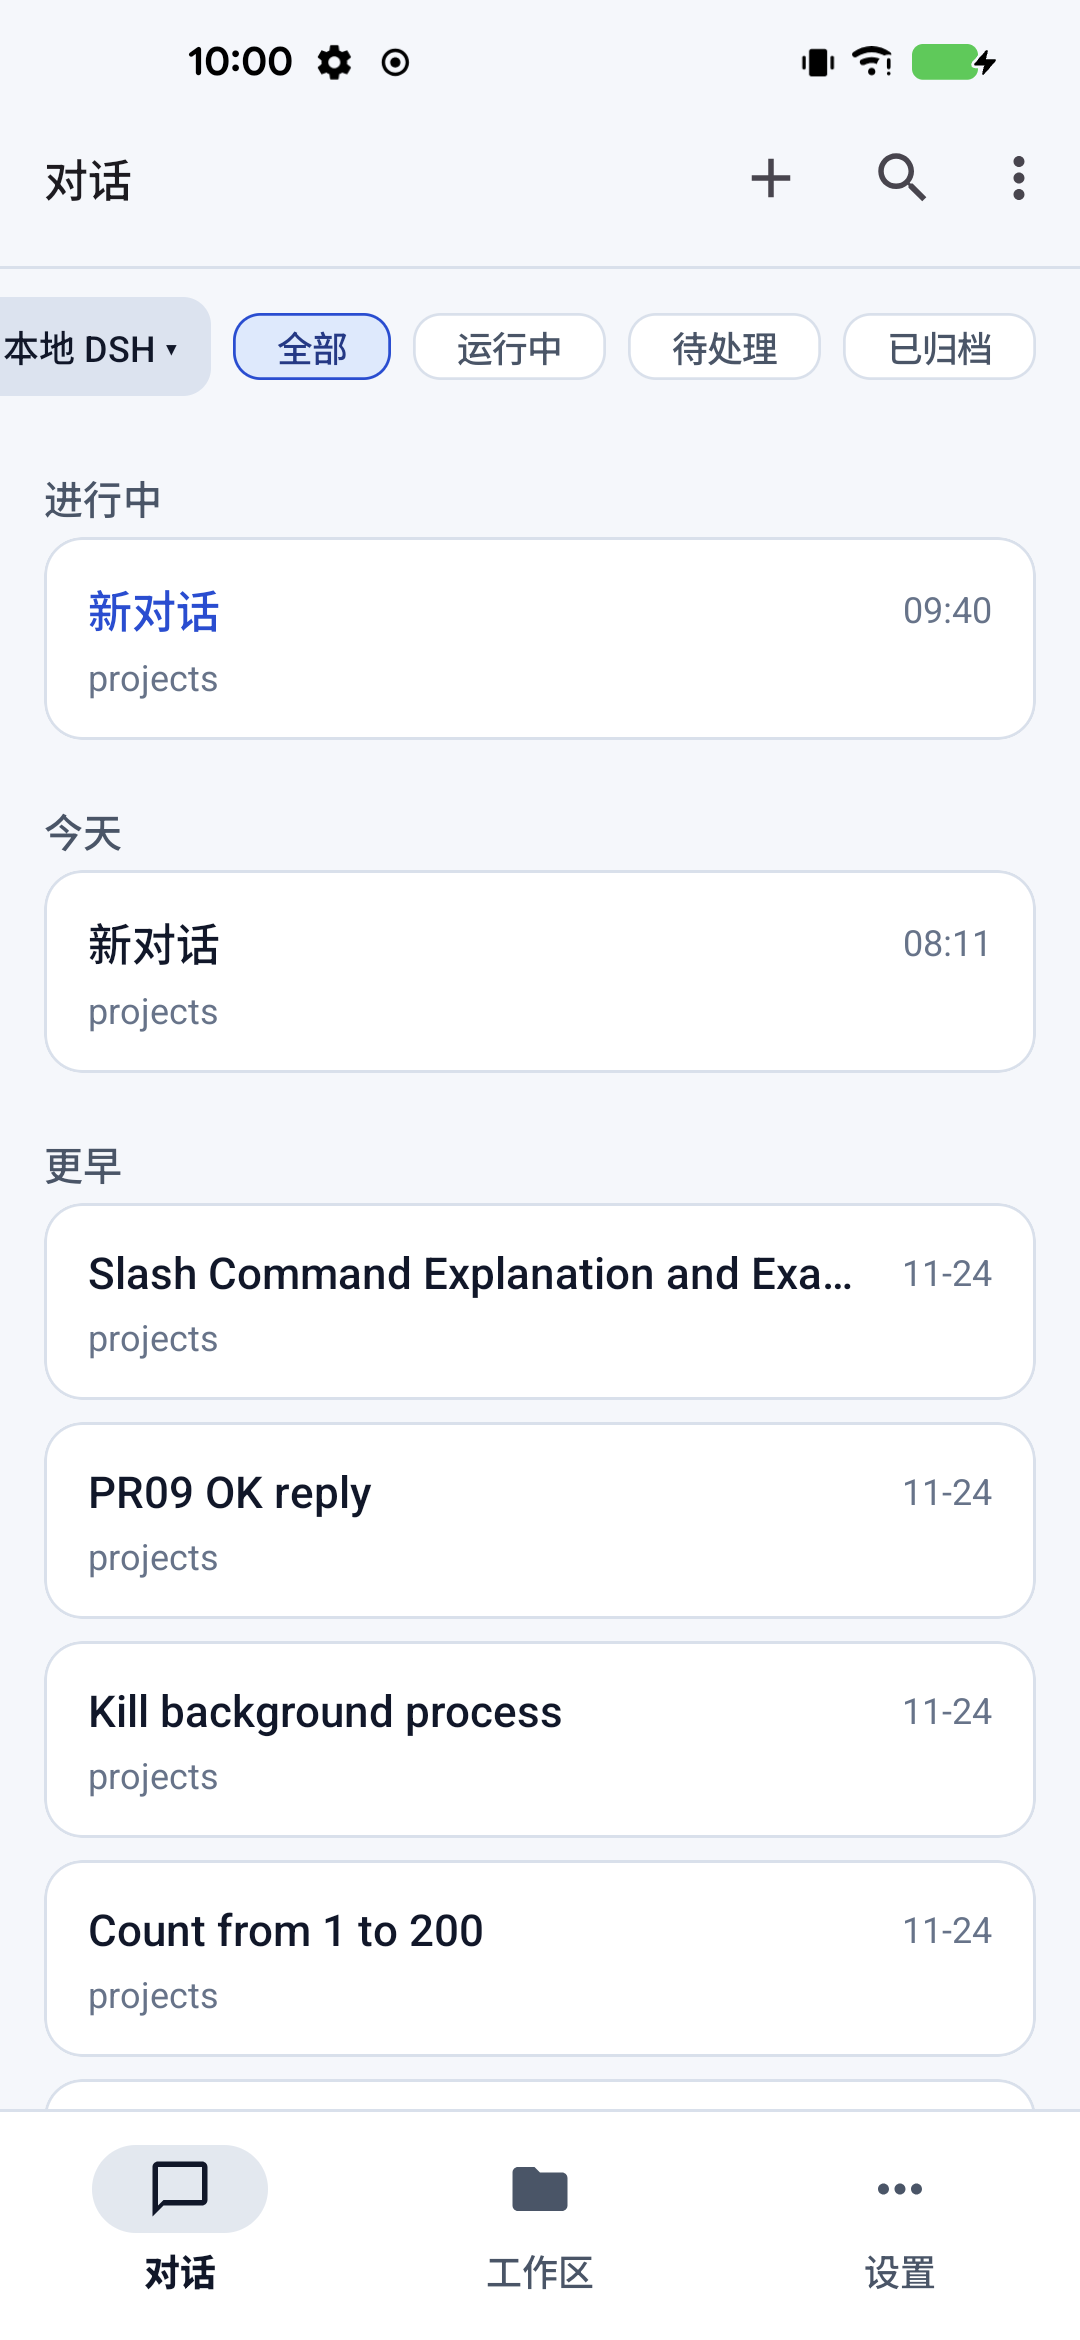 10:00
对话
本地 DSH ▾
全部
运行中
待处理
已归档
进行中
新对话
09:40
projects
今天
新对话
08:11
projects
更早
Slash Command Explanation and Exa...
11-24
projects
PR09 OK reply
11-24
projects
Kill background process
11-24
projects
Count from 1 to 200
11-24
projects
对话
工作区
设置